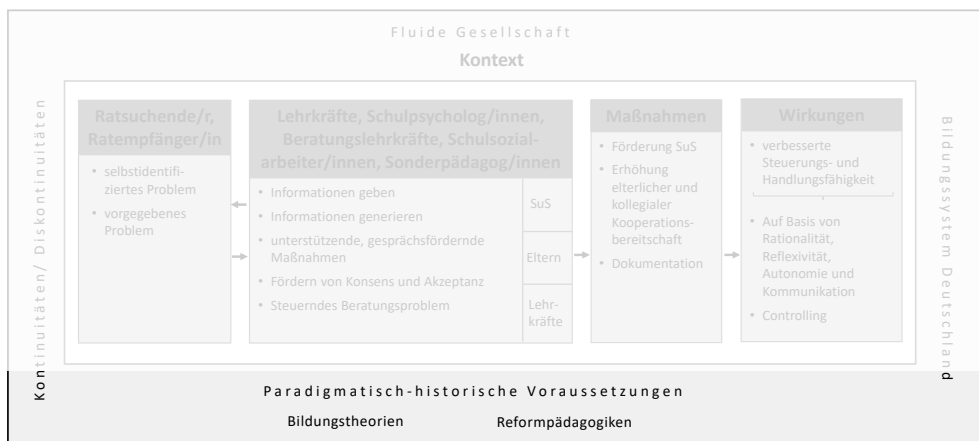 Fluide Gesellschaft
Kontext
Kontinuitäten/ Diskontinuitäten
Ratsuchende/r,
Ratempfänger/in
• selbstidentifi-
ziertes Problem
• vorgegebenes
Problem
Lehrkräfte, Schulpsycholog/innen,
Beratungslehrkräfte, Schulsozial-
arbeiter/innen, Sonderpädagog/innen
• Informationen geben
• Informationen generieren
• unterstützende, gesprächsfördernde
Maßnahmen
• Fördern von Konsens und Akzeptanz
• Steuerndes Beratungsproblem
SuS
Eltern
Lehr-
kräfte
Maßnahmen
• Förderung SuS
• Erhöhung
elterlicher und
kollegialer
Kooperations-
bereitschaft
• Dokumentation
Wirkungen
• verbesserte
Steuerungs- und
Handlungsfähigkeit
• Auf Basis von
Rationalität,
Reflexivität,
Autonomie und
Kommunikation
• Controlling
Bildungssystem Deutschland
Paradigmatisch-historische Voraussetzungen
Bildungstheorien Reformpädagogiken